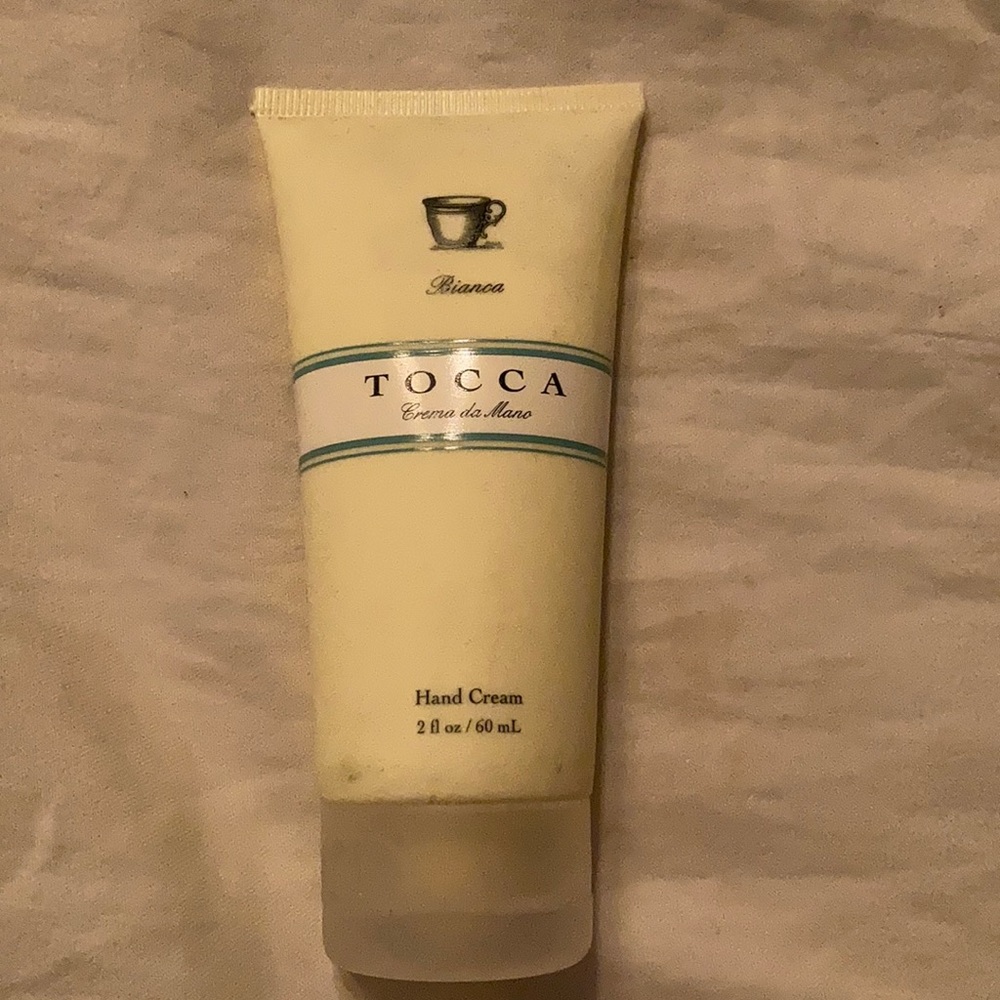 Bianca
TOCCA
Crema da Mano
Hand Cream
2 fl oz / 60 mL